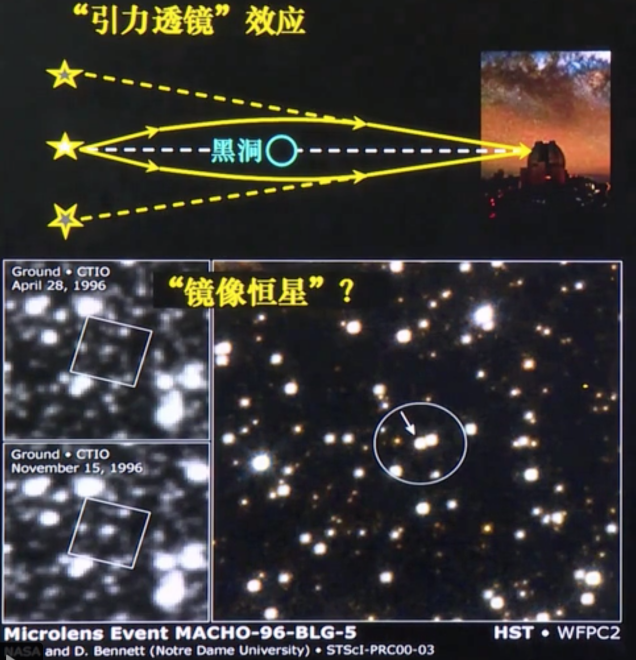 “引力透镜”效应
黑洞
Ground • CTIO
April 28, 1996
“镜像恒星”？
Ground • CTIO
November 15, 1996
Microlens Event MACHO-96-BLG-5 HST • WFPC2
NASA and D. Bennett (Notre Dame University) • STScI-PRC00-03